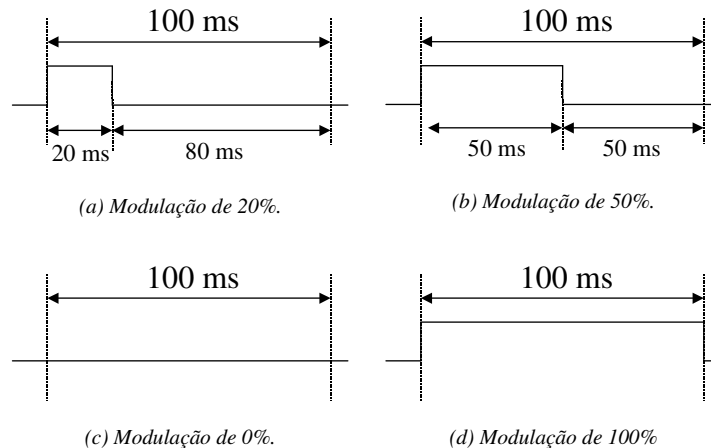 100 ms
100 ms
20 ms
80 ms
50 ms
50 ms
(a) Modulação de 20%.
(b) Modulação de 50%.
100 ms
100 ms
(c) Modulação de 0%.
(d) Modulação de 100%